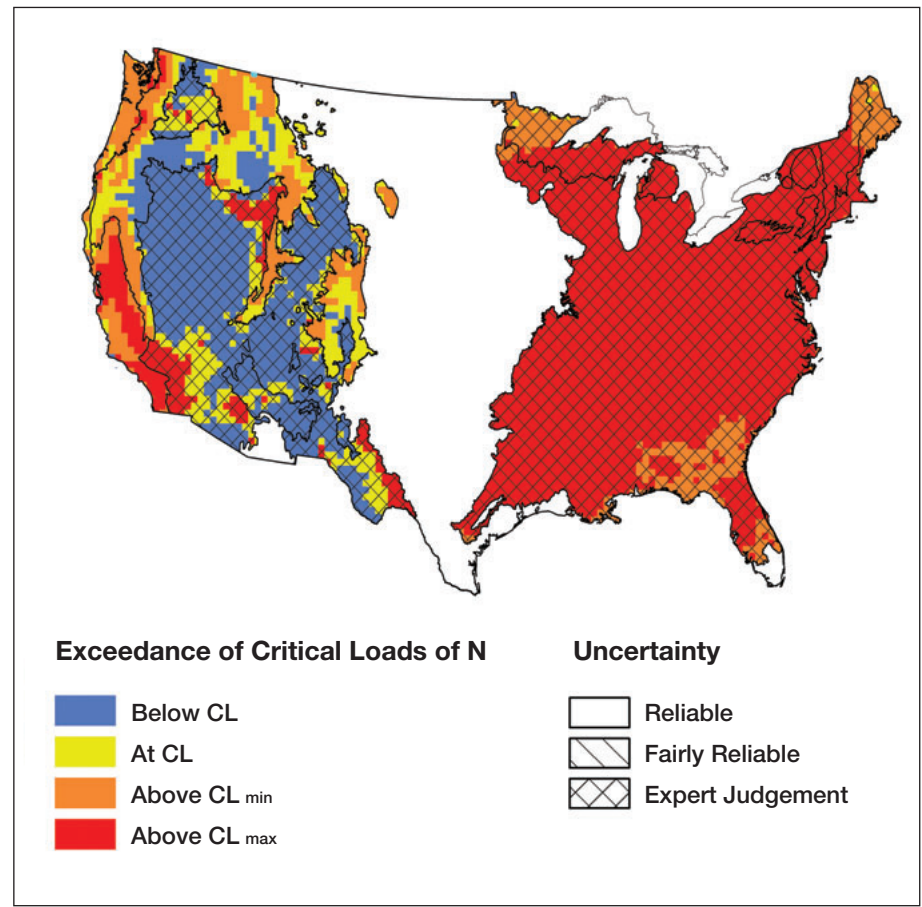 Exceedance of Critical Loads of N
Below CL
At CL
Above CL min
Above CL max
Uncertainty
Reliable
Fairly Reliable
Expert Judgement